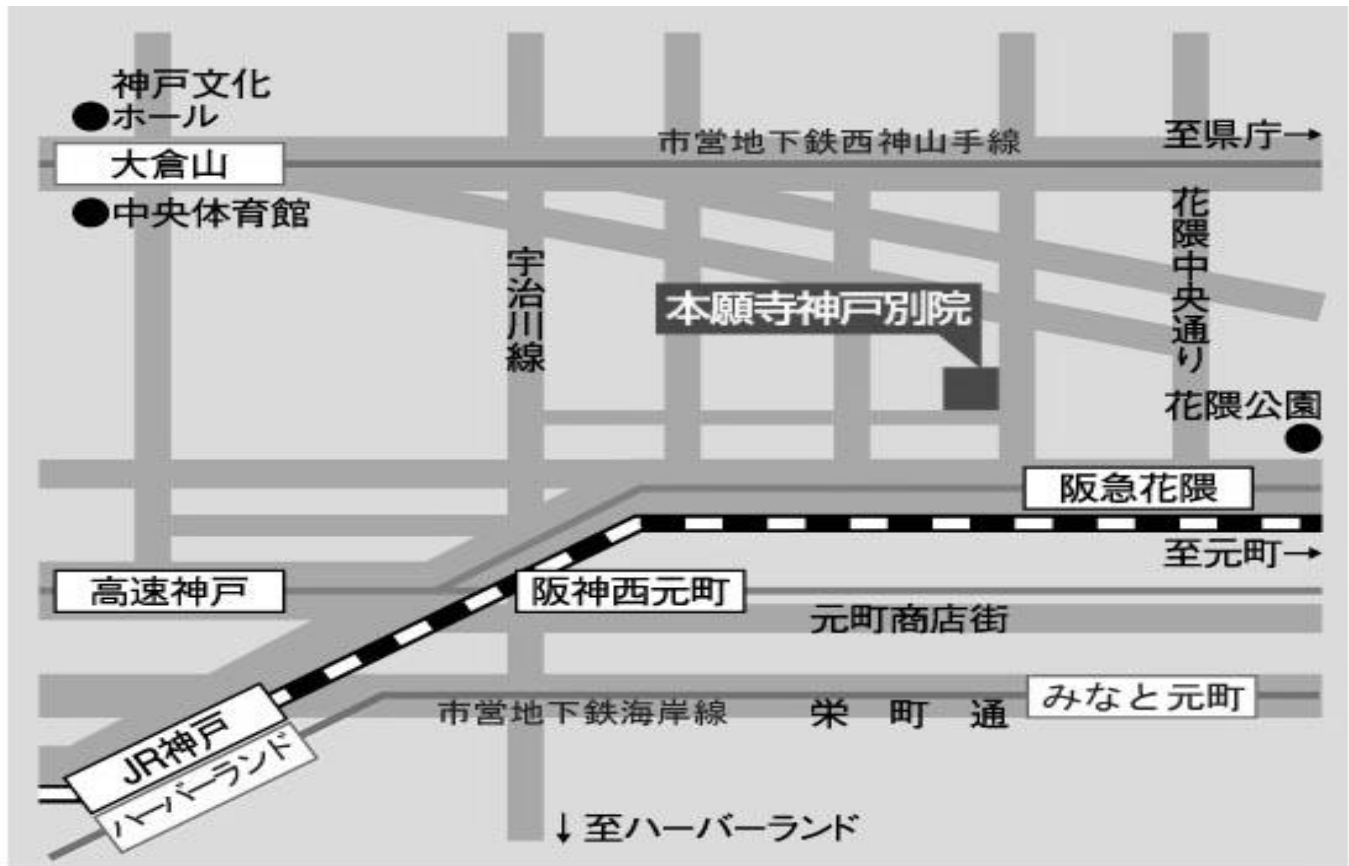 神戸文化
●ホール
市営地下鉄西神山手線
至県庁→
大倉山
●中央体育館
花隈中央通り
宇治川線
本願寺神戸別院
花隈公園
阪急花隈
至元町→
高速神戸
阪神西元町
元町商店街
みなと元町
市営地下鉄海岸線
栄町通
JR神戸
ハーバーランド
↓至ハーバーランド